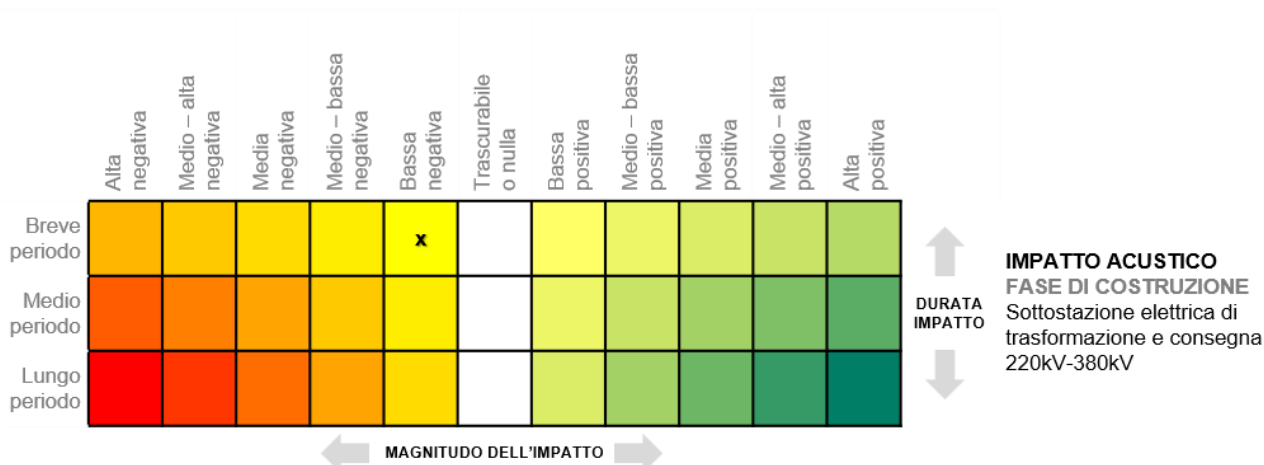 Alta
negativa
Medio – alta
negativa
Media
negativa
Medio – bassa
negativa
Bassa
negativa
Trascurabile
o nulla
Bassa
positiva
Medio – bassa
positiva
Media
positiva
Medio – alta
positiva
Alta
positiva
Breve
periodo
x
Medio
periodo
Lungo
periodo
DURATA
IMPATTO
MAGNITUDO DELL'IMPATTO
IMPATTO ACUSTICO
FASE DI COSTRUZIONE
Sottostazione elettrica di
trasformazione e consegna
220kV-380kV